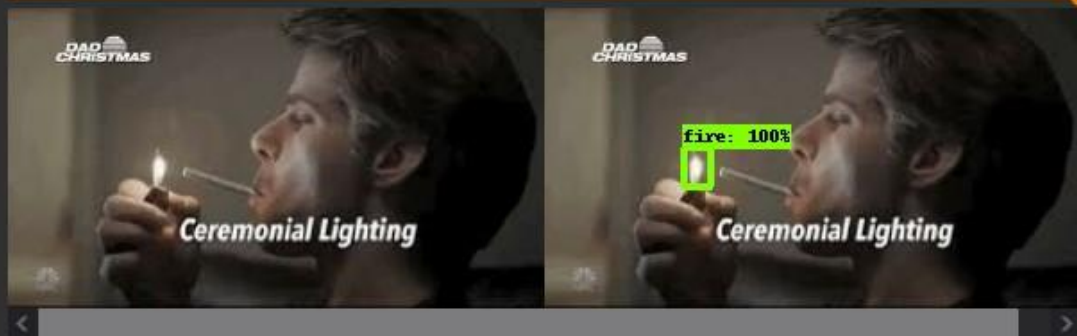 DAD
CHRISTMAS
Ceremonial Lighting
DAD
CHRISTMAS
fire: 100%
Ceremonial Lighting